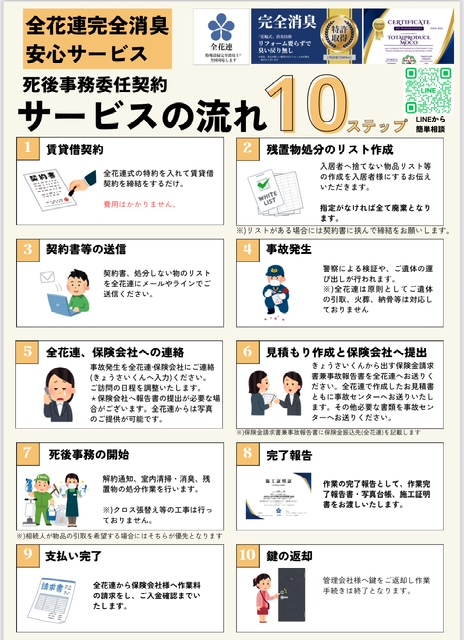 全花連完全消臭
安心サービス
全花連
完全消臭
リフォーム要らずで
良い戻り無し
特許
取得
CERTIFICATE
TOTALPRODUCE
MOCO
死後事務委任契約
サービスの流れ10ステップ
LINE
LINEから
簡単相談
1 賃貸借契約
契約書
全花連式の特約を入れて賃貸借
契約を締結をするだけ。
費用はかかりません。
2 残置物処分のリスト作成
WHITE
LIST
入居者へ捨てない物品リスト等
の作成を入居者様にするお伝え
いただきます。
指定がなければ全て廃棄となり
ます。
※)リストがある場合には契約書に挟んで締結をお願いします。
3 契約書等の送信
契約書、処分しない物のリスト
を全花連にメールやラインでご
送信ください。
4 事故発生
警察による検証や、ご遺体の運
び出しが行われます。
※)全花連は原則としてご遺体
の引取、火葬、納骨等は対応し
ておりません
5 全花連、保険会社への連絡
事故発生を全花連·保険会社にご連絡
(きょうさいくんへ入力)ください。
ご訪問の日程を調整いたします。
＊保険会社へ報告書の提出が必要な場
合がございます。全花連からは写真
のご提供が可能です。
6 見積もり作成と保険会社へ提出
きょうさいくんから出す保険金請求
書兼事故報告書を全花連へお送りく
ださい。全花連で作成したお見積書
とともに事故センターへお送りいたし
ます。その他必要な書類を事故セン
ターへお送りください。
※)保険金請求書兼事故報告書に保険金振込先(全花連)を記載します
7 死後事務の開始
解約通知、室内清掃・消臭、残
置物の処分作業を行います。
※)クロス張替え等の工事は行っ
ておりません。
※)相続人が物品の引取を希望する場合にはそちらが優先となります
8 完了報告
施工証明証
作業の完了報告として、作業完
了報告書・写真台帳、施工証明
書をお渡しいたします。
9 支払い完了
請求書
全花連から保険会社様へ作業料
の請求をし、ご入金確認までい
たします。
10 鍵の返却
管理会社様へ鍵をご返却し作業
手続きは終了となります。